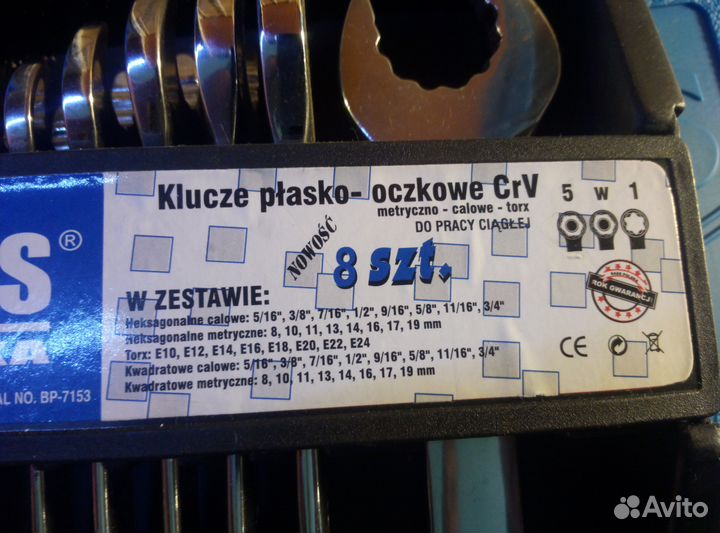 Klucze płasko- oczkowe CrV
metryczno - calowe - torx
DO PRACY CIĄGŁEJ
5 w 1
NOWOŚĆ
8 szt.
W ZESTAWIE:
Heksagonalne calowe: 5/16", 3/8", 7/16", 1/2", 9/16", 5/8", 11/16", 3/4"
Heksagonalne metryczne: 8, 10, 11, 13, 14, 16, 17, 19 mm
Torx: E10, E12, E14, E16, E18, E20, E22, E24
Kwadratowe calowe: 5/16", 3/8", 7/16", 1/2", 9/16", 5/8", 11/16", 3/4"
Kwadratowe metryczne: 8, 10, 11, 13, 14, 16, 17, 19 mm
ROK GWARANCJI
CE
S®
KA
AL NO. BP-7153
Avito